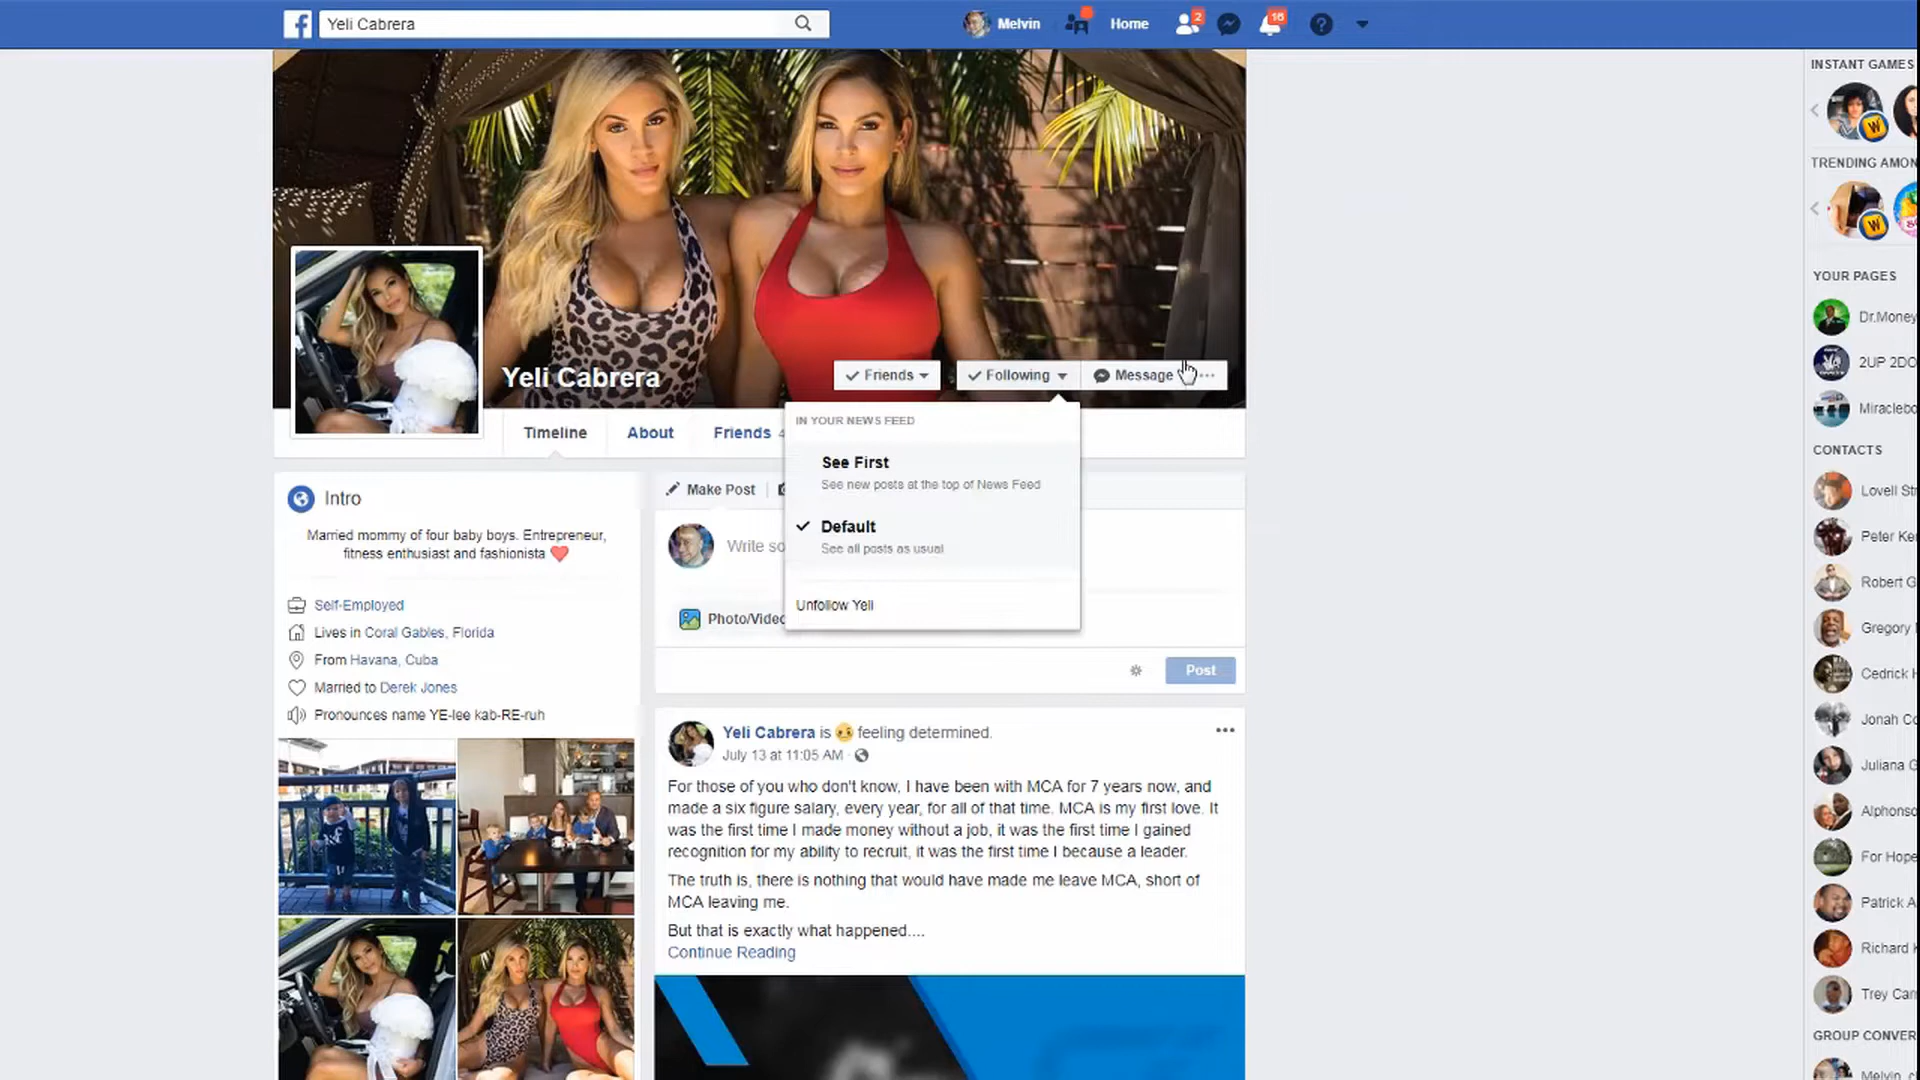 Yeli Cabrera
Melvin
Home
2
16
INSTANT GAMES
TRENDING AMON
YOUR PAGES
Dr.Money
2UP 2DO
Miraclebo
CONTACTS
Lovell St
Peter Ke
Robert G
Gregory
Cedrick H
Jonah Co
Juliana G
Alphonso
For Hope
Patrick A
Richard
Trey Can
GROUP CONVER
Melvin,
Yeli Cabrera
Friends
Following
Message
Timeline
About
Friends
IN YOUR NEWS FEED
See First
See new posts at the top of News Feed
Default
See all posts as usual
Unfollow Yeli
Intro
Married mommy of four baby boys. Entrepreneur,
fitness enthusiast and fashionista
Self-Employed
Lives in Coral Gables, Florida
From Havana, Cuba
Married to Derek Jones
Pronounces name YE-lee kab-RE-ruh
Make Post
Write so
Photo/Video
Post
Yeli Cabrera is feeling determined.
July 13 at 11:05 AM
For those of you who don't know, I have been with MCA for 7 years now, and
made a six figure salary, every year, for all of that time. MCA is my first love. It
was the first time I made money without a job, it was the first time I gained
recognition for my ability to recruit, it was the first time I because a leader.
The truth is, there is nothing that would have made me leave MCA, short of
MCA leaving me.
But that is exactly what happened....
Continue Reading